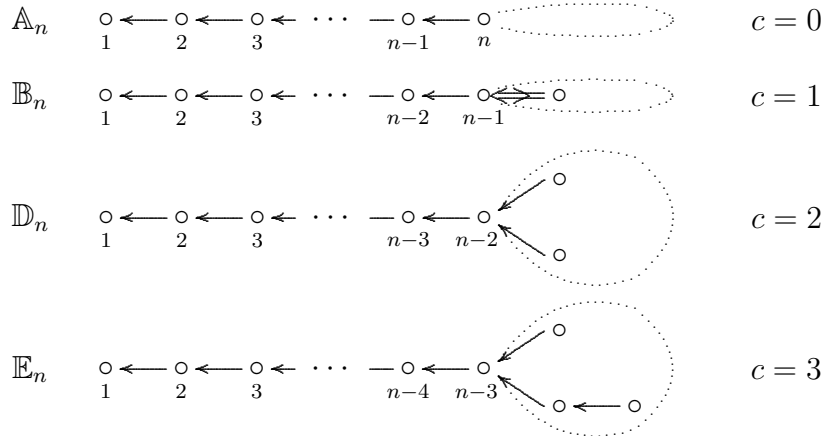 𝔸ₙ 1 2 3 ⋯ n−1 n c = 0
𝔹ₙ 1 2 3 ⋯ n−2 n−1 c = 1
𝔻ₙ 1 2 3 ⋯ n−3 n−2 c = 2
𝔼ₙ 1 2 3 ⋯ n−4 n−3 c = 3